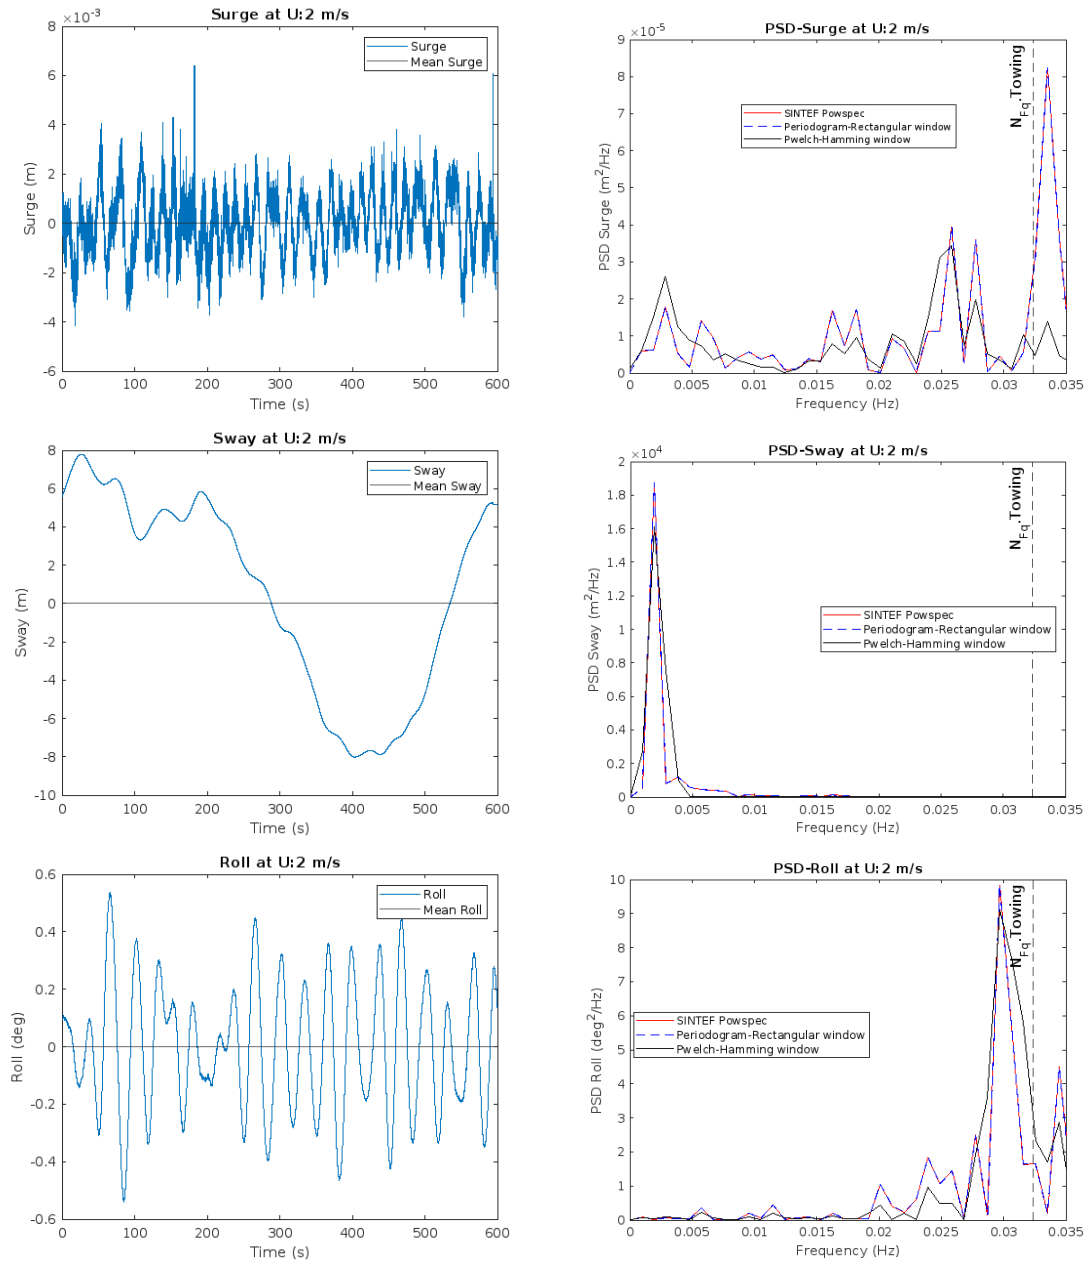 Surge at U:2 m/s
×10⁻³
8
6
4
2
0
-2
-4
-6
Surge (m)
Surge
Mean Surge
0 100 200 300 400 500 600
Time (s)
PSD-Surge at U:2 m/s
×10⁻⁵
9
8
7
6
5
4
3
2
1
0
PSD Surge (m²/Hz)
N_Fq.Towing
SINTEF Powspec
Periodogram-Rectangular window
Pwelch-Hamming window
0 0.005 0.01 0.015 0.02 0.025 0.03 0.035
Frequency (Hz)
Sway at U:2 m/s
8
6
4
2
0
-2
-4
-6
-8
-10
Sway (m)
Sway
Mean Sway
0 100 200 300 400 500 600
Time (s)
PSD-Sway at U:2 m/s
×10⁴
2
1.8
1.6
1.4
1.2
1
0.8
0.6
0.4
0.2
0
PSD Sway (m²/Hz)
N_Fq.Towing
SINTEF Powspec
Periodogram-Rectangular window
Pwelch-Hamming window
0 0.005 0.01 0.015 0.02 0.025 0.03 0.035
Frequency (Hz)
Roll at U:2 m/s
0.6
0.4
0.2
0
-0.2
-0.4
-0.6
Roll (deg)
Roll
Mean Roll
0 100 200 300 400 500 600
Time (s)
PSD-Roll at U:2 m/s
10
9
8
7
6
5
4
3
2
1
0
PSD Roll (deg²/Hz)
N_Fq.Towing
SINTEF Powspec
Periodogram-Rectangular window
Pwelch-Hamming window
0 0.005 0.01 0.015 0.02 0.025 0.03 0.035
Frequency (Hz)